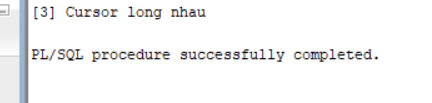 [3] Cursor long nhau
PL/SQL procedure successfully completed.